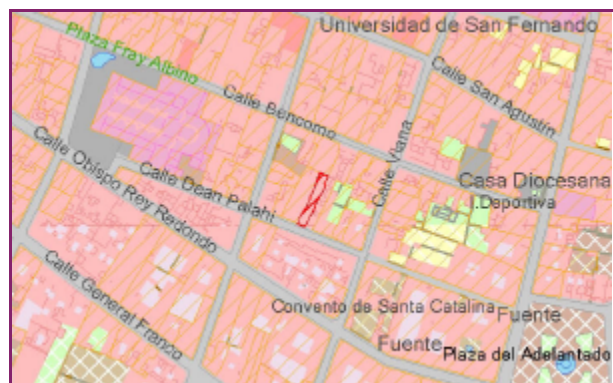 Universidad de San Fernando
Plaza Fray Albino
Calle San Agustín
Calle Bencomo
Calle Viana
Casa Diocesana
I.Deportiva
Calle Dean Palahi
Calle Obispo Rey Redondo
Calle General Franco
Convento de Santa Catalina
Fuente
Fuente
Plaza del Adelantado